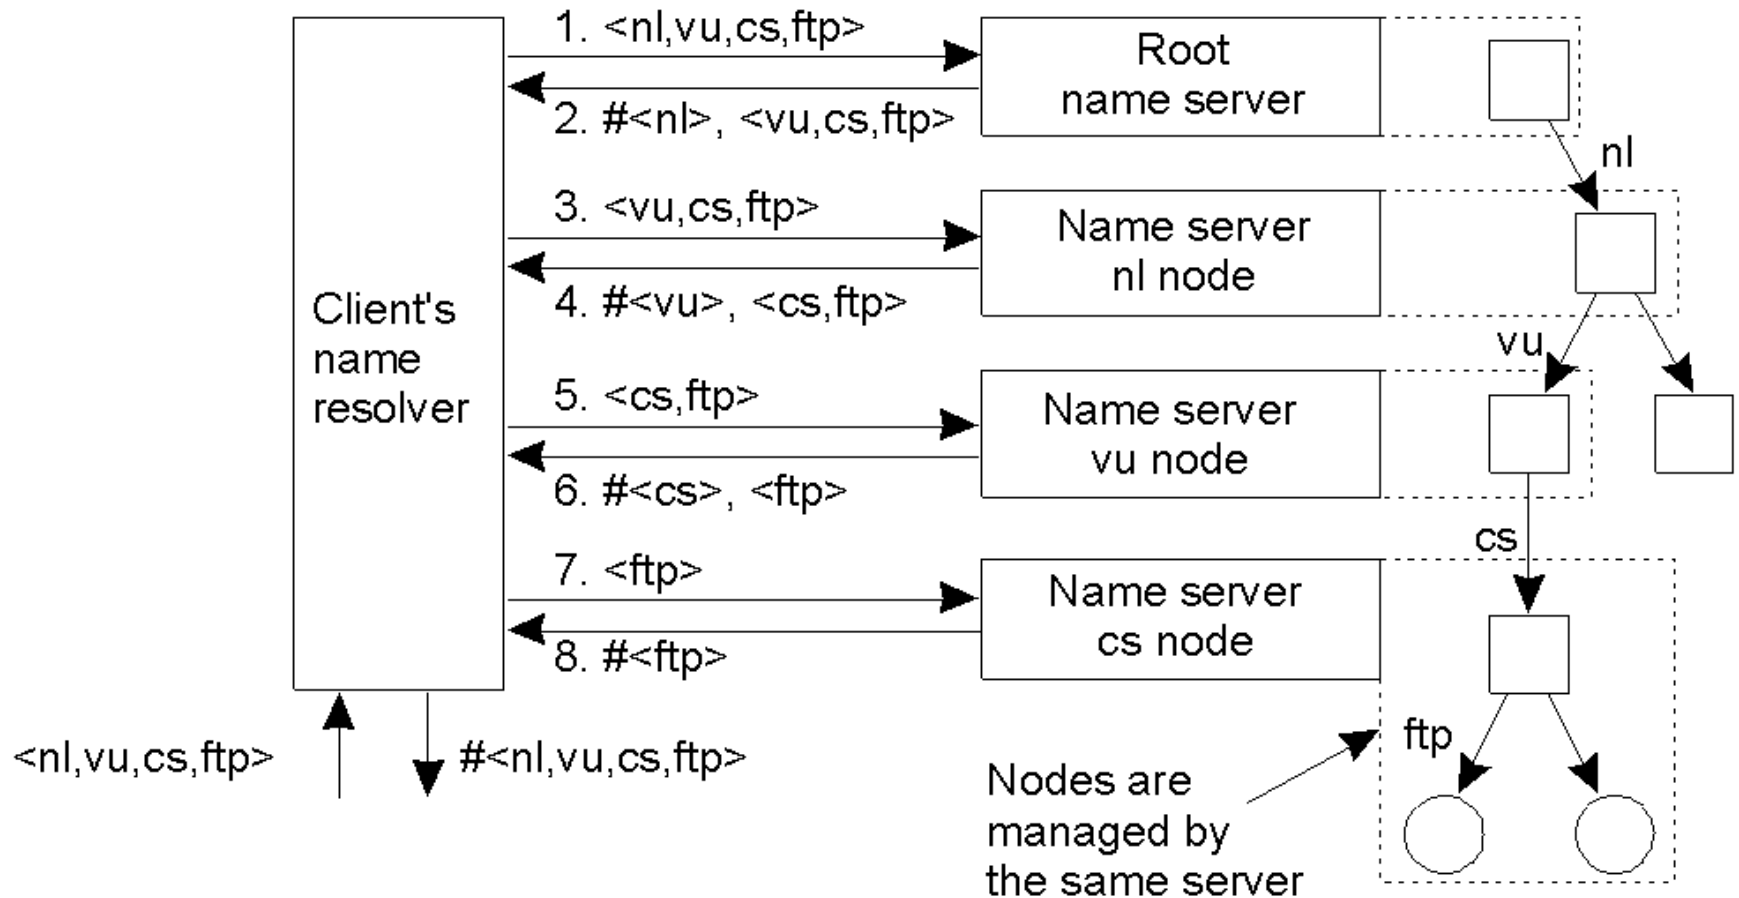 1. <nl,vu,cs,ftp>
2. #<nl>, <vu,cs,ftp>
3. <vu,cs,ftp>
4. #<vu>, <cs,ftp>
5. <cs,ftp>
6. #<cs>, <ftp>
7. <ftp>
8. #<ftp>
Client's
name
resolver
<nl,vu,cs,ftp>
#<nl,vu,cs,ftp>
Root
name server
Name server
nl node
Name server
vu node
Name server
cs node
nl
vu
cs
ftp
Nodes are
managed by
the same server